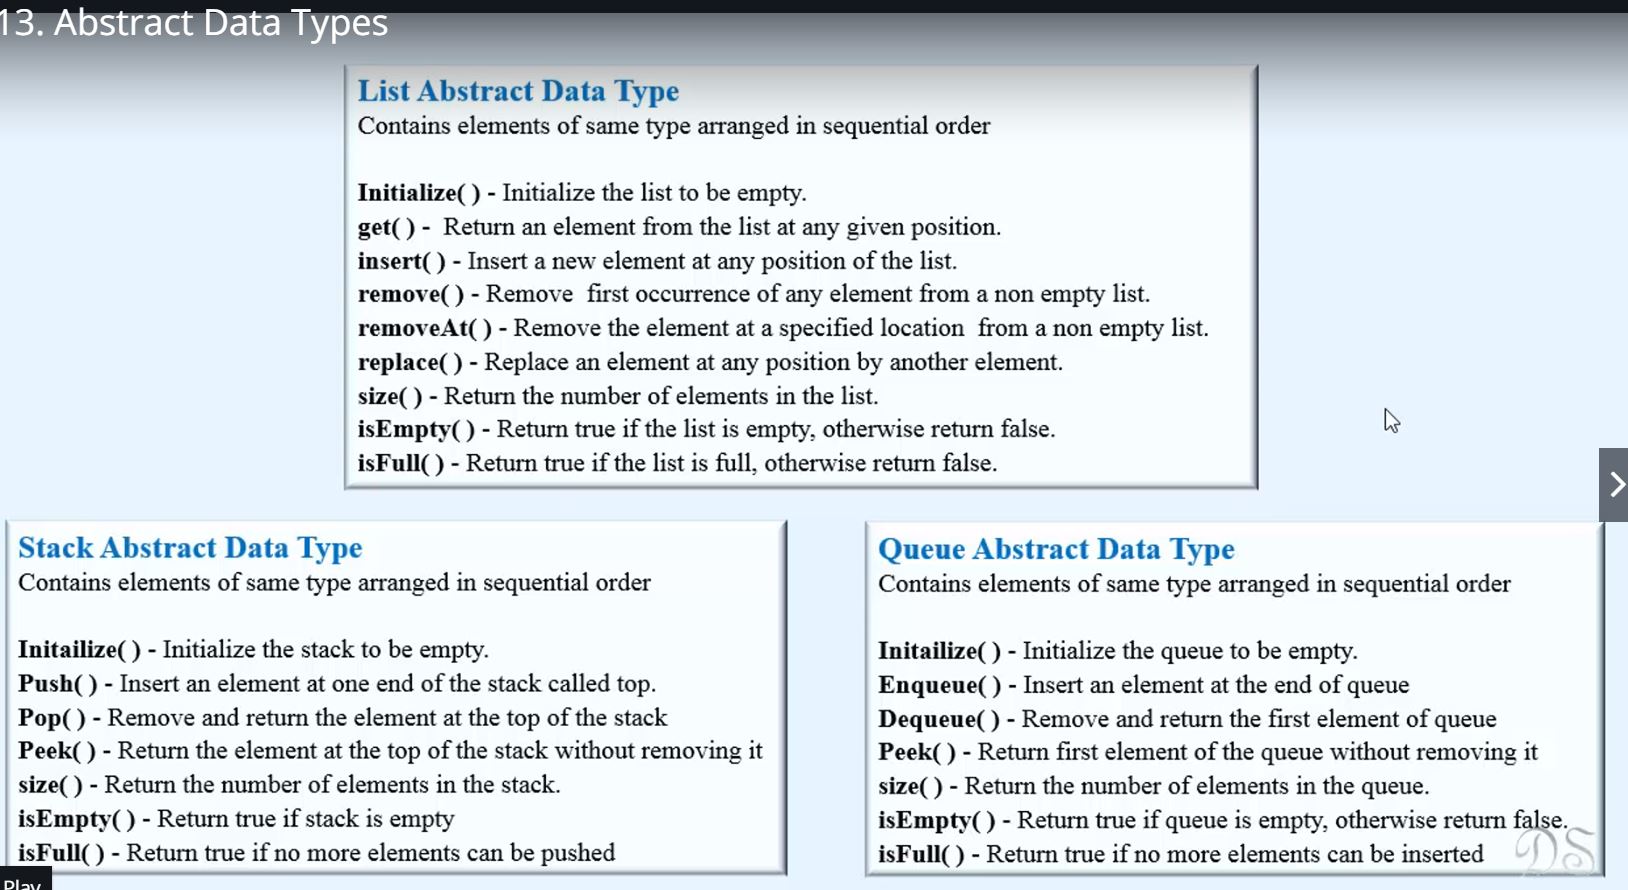 13. Abstract Data Types
List Abstract Data Type
Contains elements of same type arranged in sequential order
Initialize( ) - Initialize the list to be empty.
get( ) - Return an element from the list at any given position.
insert( ) - Insert a new element at any position of the list.
remove( ) - Remove first occurrence of any element from a non empty list.
removeAt( ) - Remove the element at a specified location from a non empty list.
replace( ) - Replace an element at any position by another element.
size( ) - Return the number of elements in the list.
isEmpty( ) - Return true if the list is empty, otherwise return false.
isFull( ) - Return true if the list is full, otherwise return false.
Stack Abstract Data Type
Contains elements of same type arranged in sequential order
Initailize( ) - Initialize the stack to be empty.
Push( ) - Insert an element at one end of the stack called top.
Pop( ) - Remove and return the element at the top of the stack
Peek( ) - Return the element at the top of the stack without removing it
size( ) - Return the number of elements in the stack.
isEmpty( ) - Return true if stack is empty
isFull( ) - Return true if no more elements can be pushed
Queue Abstract Data Type
Contains elements of same type arranged in sequential order
Initailize( ) - Initialize the queue to be empty.
Enqueue( ) - Insert an element at the end of queue
Dequeue( ) - Remove and return the first element of queue
Peek( ) - Return first element of the queue without removing it
size( ) - Return the number of elements in the queue.
isEmpty( ) - Return true if queue is empty, otherwise return false.
isFull( ) - Return true if no more elements can be inserted
DS
Play